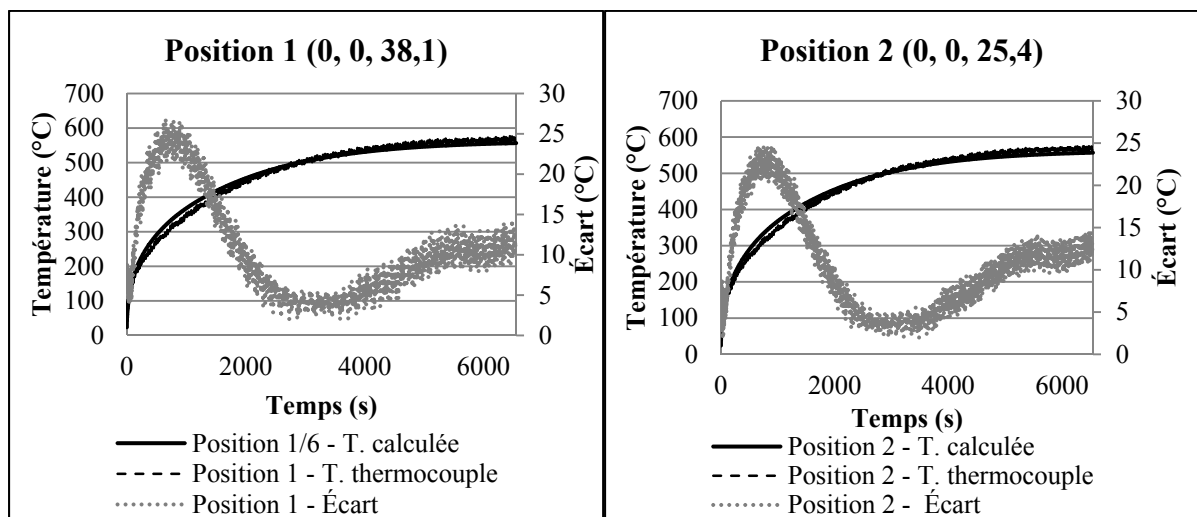 Position 1 (0, 0, 38,1)
700
600
500
400
300
200
100
0
Température (°C)
30
25
20
15
10
5
0
Écart (°C)
0
2000
4000
6000
Temps (s)
Position 1/6 - T. calculée
Position 1 - T. thermocouple
Position 1 - Écart
Position 2 (0, 0, 25,4)
700
600
500
400
300
200
100
0
Température (°C)
30
25
20
15
10
5
0
Écart (°C)
0
2000
4000
6000
Temps (s)
Position 2 - T. calculée
Position 2 - T. thermocouple
Position 2 - Écart